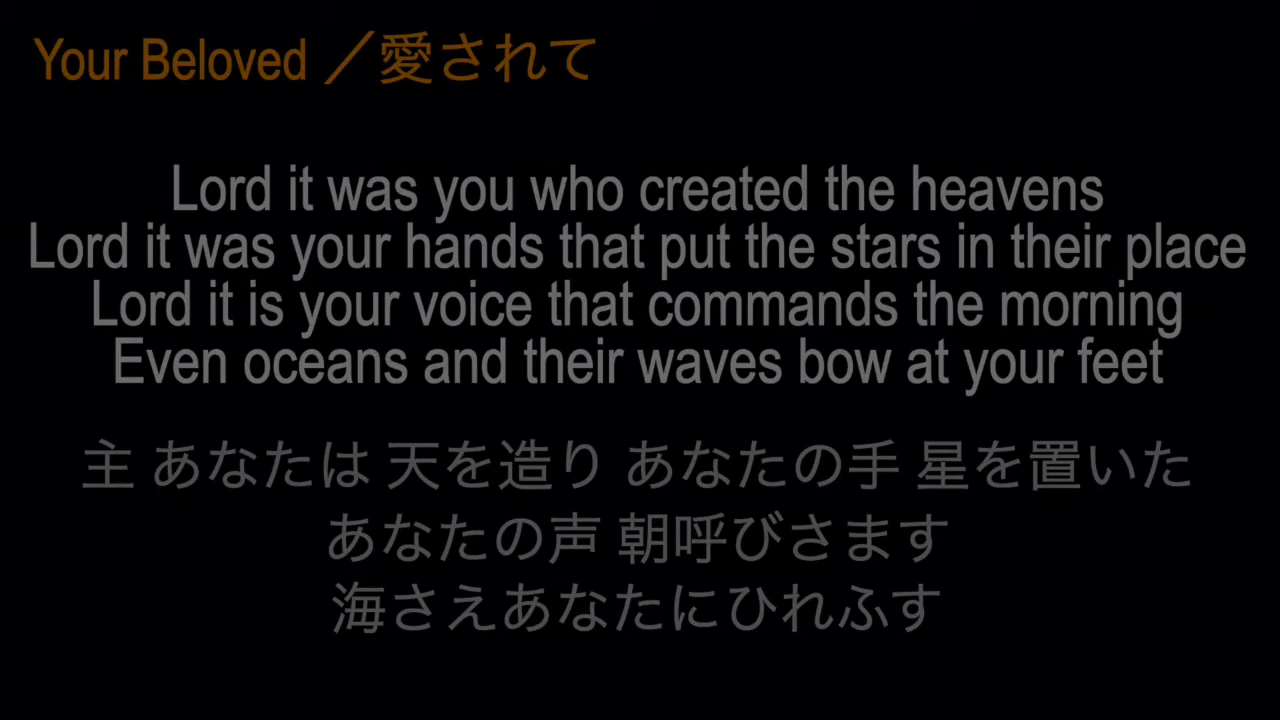 Your Beloved ／愛されて
Lord it was you who created the heavens
Lord it was your hands that put the stars in their place
Lord it is your voice that commands the morning
Even oceans and their waves bow at your feet
主 あなたは 天を造り あなたの手 星を置いた
あなたの声 朝呼びさます
海さえあなたにひれふす